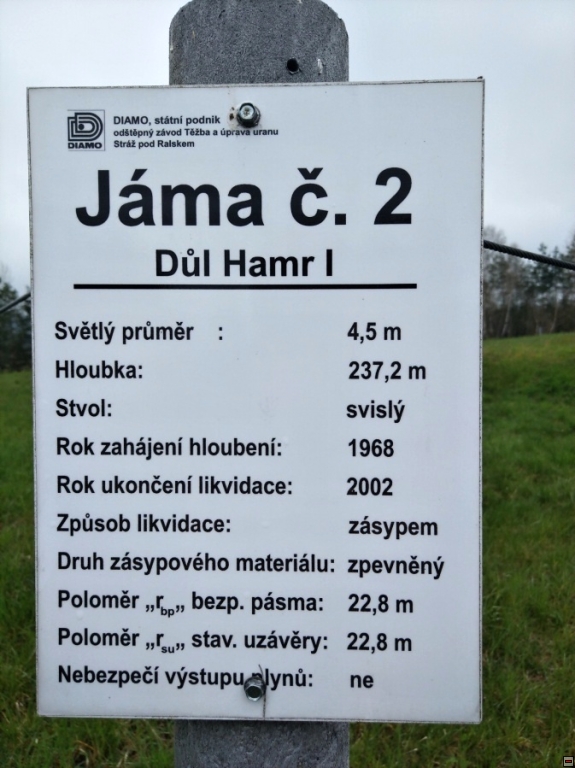 DIAMO, státní podnik
odštěpný závod Těžba a úprava uranu
Stráž pod Ralskem
DIAMO
Jáma č. 2
Důl Hamr I
Světlý průměr : 4,5 m
Hloubka: 237,2 m
Stvol: svislý
Rok zahájení hloubení: 1968
Rok ukončení likvidace: 2002
Způsob likvidace: zásypem
Druh zásypového materiálu: zpevněný
Poloměr „rbp„ bezp. pásma: 22,8 m
Poloměr „rsu„ stav. uzávěry: 22,8 m
Nebezpečí výstupu plynů: ne